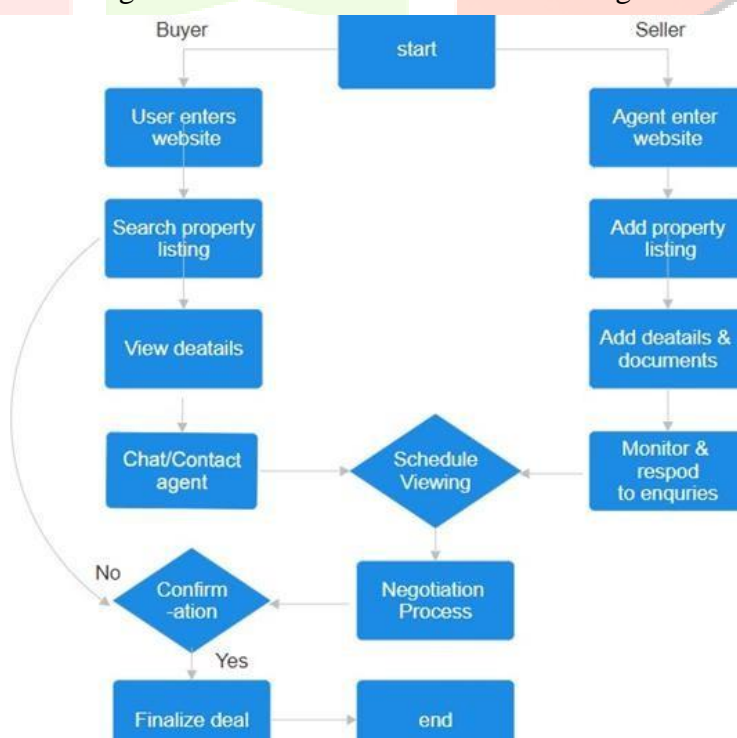 Buyer
start
Seller
User enters
website
Agent enter
website
Search property
listing
Add property
listing
View deatails
Add deatails &
documents
Chat/Contact
agent
Schedule
Viewing
Monitor &
respod
to enquries
No
Confirm
-ation
Negotiation
Process
Yes
Finalize deal
end